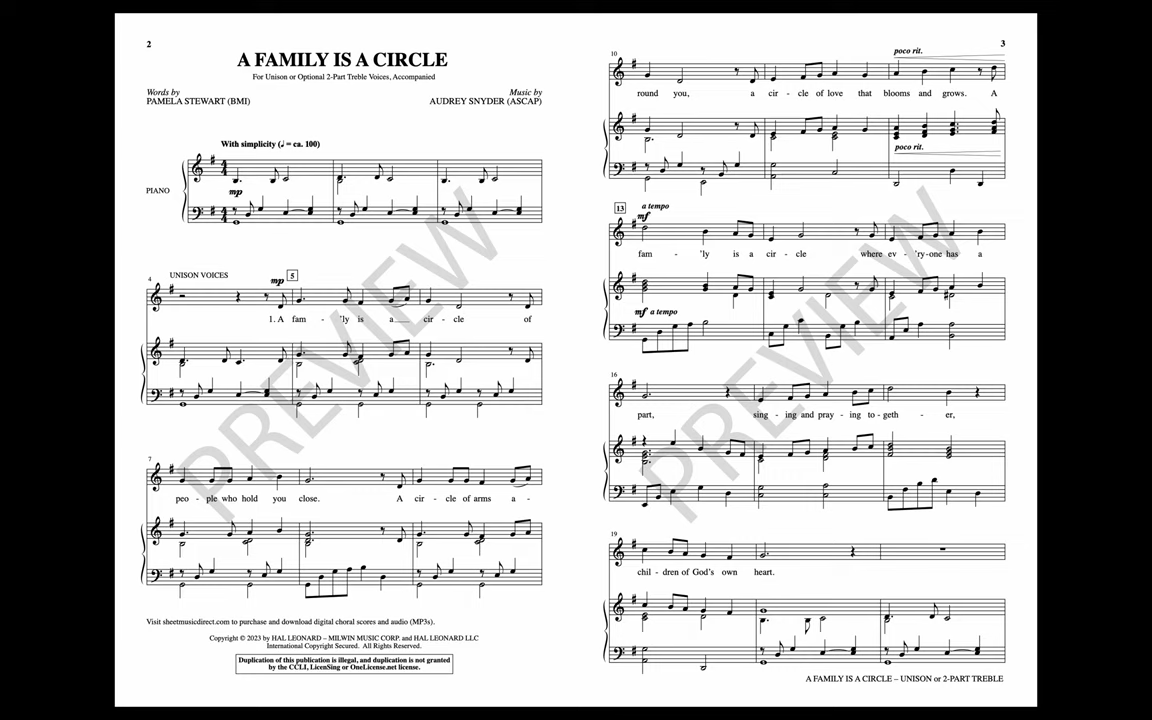 2
A FAMILY IS A CIRCLE
For Unison or Optional 2-Part Treble Voices, Accompanied
Words by
PAMELA STEWART (BMI)
Music by
AUDREY SNYDER (ASCAP)
With simplicity (♩ = ca. 100)
PIANO
mp
4
UNISON VOICES
mp
5
1. A fam - 'ly is a cir - cle of
7
peo - ple who hold you close. A cir - cle of arms a -
Visit sheetmusicdirect.com to purchase and download digital choral scores and audio (MP3s).
Copyright © 2023 by HAL LEONARD – MILWIN MUSIC CORP. and HAL LEONARD LLC
International Copyright Secured. All Rights Reserved.
Duplication of this publication is illegal, and duplication is not granted
by the CCLI, LicenSing or OneLicense.net license.
PREVIEW
3
10
poco rit.
round you, a cir - cle of love that blooms and grows. A
poco rit.
13
a tempo
mf
fam - 'ly is a cir - cle where ev - 'ry-one has a
mf a tempo
16
part, sing - ing and pray - ing to - geth - er,
19
chil - dren of God's own heart.
A FAMILY IS A CIRCLE – UNISON or 2-PART TREBLE
PREVIEW